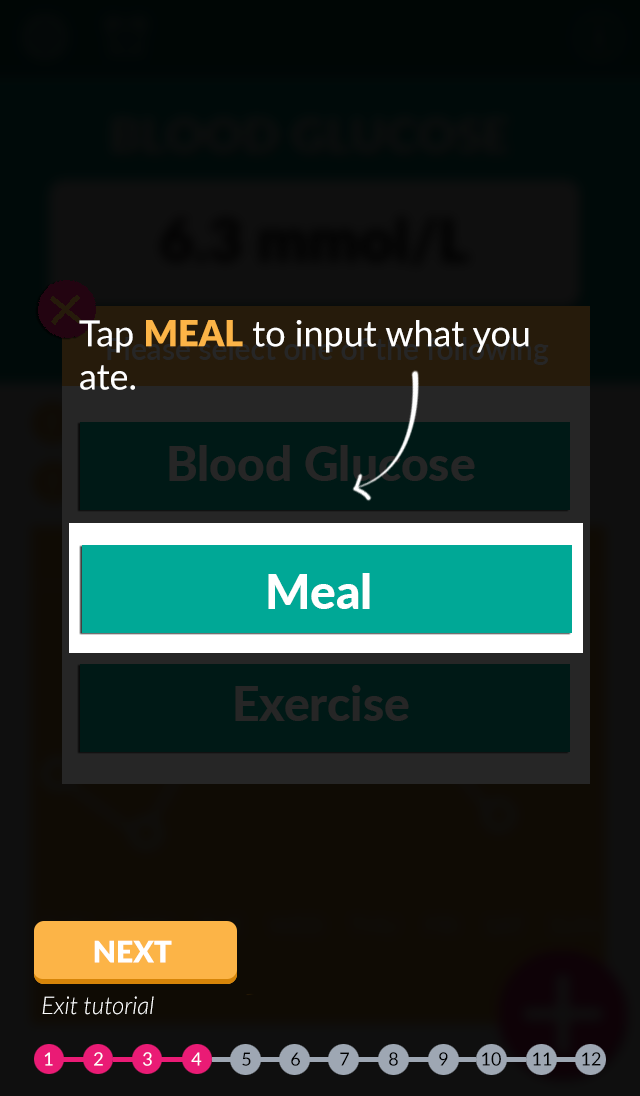 BLOOD GLUCOSE
6.3 mmol/L
Tap MEAL to input what you
ate.
Please select one of the following
Blood Glucose
Meal
Exercise
NEXT
Exit tutorial
1 2 3 4 5 6 7 8 9 10 11 12